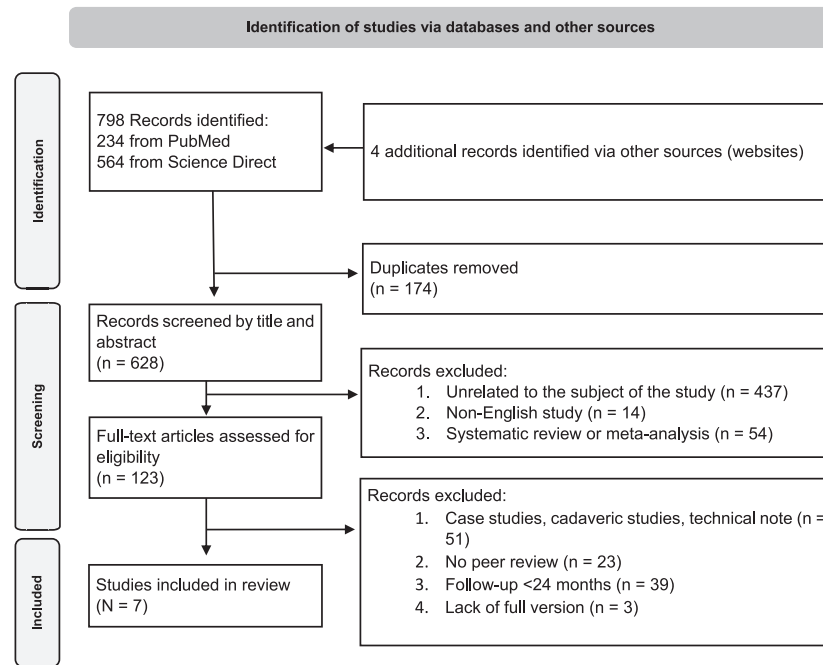 Identification of studies via databases and other sources
Identification
798 Records identified:
234 from PubMed
564 from Science Direct
4 additional records identified via other sources (websites)
Duplicates removed
(n = 174)
Screening
Records screened by title and
abstract
(n = 628)
Records excluded:
1. Unrelated to the subject of the study (n = 437)
2. Non-English study (n = 14)
3. Systematic review or meta-analysis (n = 54)
Full-text articles assessed for
eligibility
(n = 123)
Records excluded:
1. Case studies, cadaveric studies, technical note (n =
51)
2. No peer review (n = 23)
3. Follow-up <24 months (n = 39)
4. Lack of full version (n = 3)
Included
Studies included in review
(N = 7)